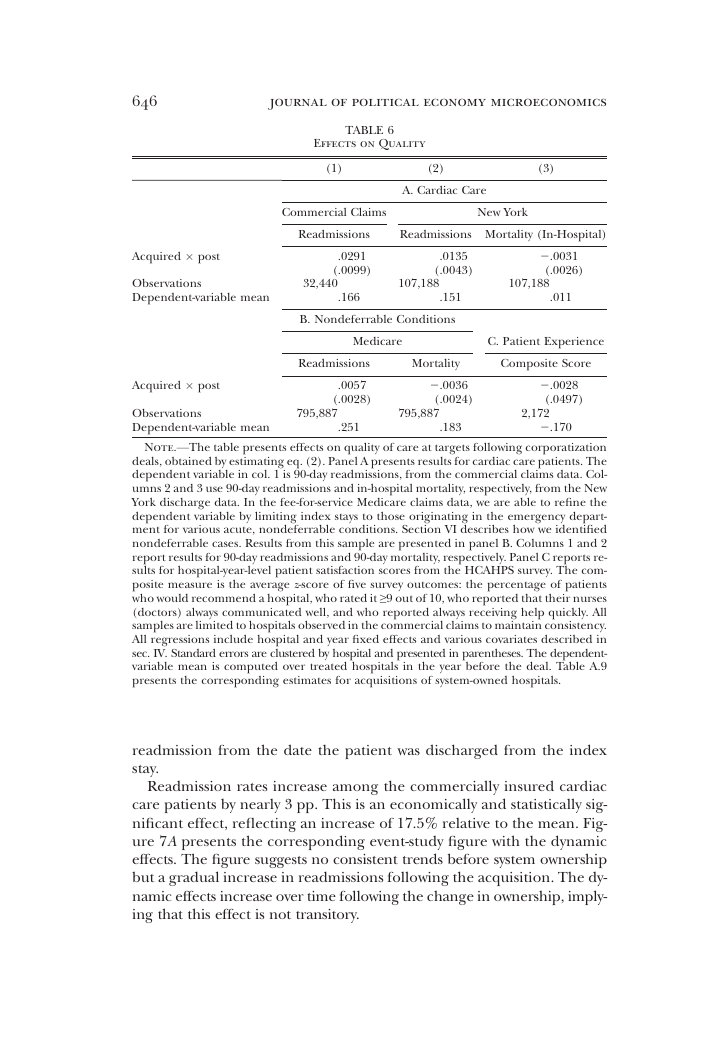 646 JOURNAL OF POLITICAL ECONOMY MICROECONOMICS
TABLE 6
Effects on Quality
(1) (2) (3)
A. Cardiac Care
Commercial Claims New York
Readmissions Readmissions Mortality (In-Hospital)
Acquired × post .0291 .0135 −.0031
(.0099) (.0043) (.0026)
Observations 32,440 107,188 107,188
Dependent-variable mean .166 .151 .011
B. Nondeferrable Conditions
Medicare C. Patient Experience
Readmissions Mortality Composite Score
Acquired × post .0057 −.0036 −.0028
(.0028) (.0024) (.0497)
Observations 795,887 795,887 2,172
Dependent-variable mean .251 .183 −.170
Note.—The table presents effects on quality of care at targets following corporatization
deals, obtained by estimating eq. (2). Panel A presents results for cardiac care patients. The
dependent variable in col. 1 is 90-day readmissions, from the commercial claims data. Col-
umns 2 and 3 use 90-day readmissions and in-hospital mortality, respectively, from the New
York discharge data. In the fee-for-service Medicare claims data, we are able to refine the
dependent variable by limiting index stays to those originating in the emergency depart-
ment for various acute, nondeferrable conditions. Section VI describes how we identified
nondeferrable cases. Results from this sample are presented in panel B. Columns 1 and 2
report results for 90-day readmissions and 90-day mortality, respectively. Panel C reports re-
sults for hospital-year-level patient satisfaction scores from the HCAHPS survey. The com-
posite measure is the average z-score of five survey outcomes: the percentage of patients
who would recommend a hospital, who rated it ≥9 out of 10, who reported that their nurses
(doctors) always communicated well, and who reported always receiving help quickly. All
samples are limited to hospitals observed in the commercial claims to maintain consistency.
All regressions include hospital and year fixed effects and various covariates described in
sec. IV. Standard errors are clustered by hospital and presented in parentheses. The dependent-
variable mean is computed over treated hospitals in the year before the deal. Table A.9
presents the corresponding estimates for acquisitions of system-owned hospitals.
readmission from the date the patient was discharged from the index
stay.
Readmission rates increase among the commercially insured cardiac
care patients by nearly 3 pp. This is an economically and statistically sig-
nificant effect, reflecting an increase of 17.5% relative to the mean. Fig-
ure 7A presents the corresponding event-study figure with the dynamic
effects. The figure suggests no consistent trends before system ownership
but a gradual increase in readmissions following the acquisition. The dy-
namic effects increase over time following the change in ownership, imply-
ing that this effect is not transitory.